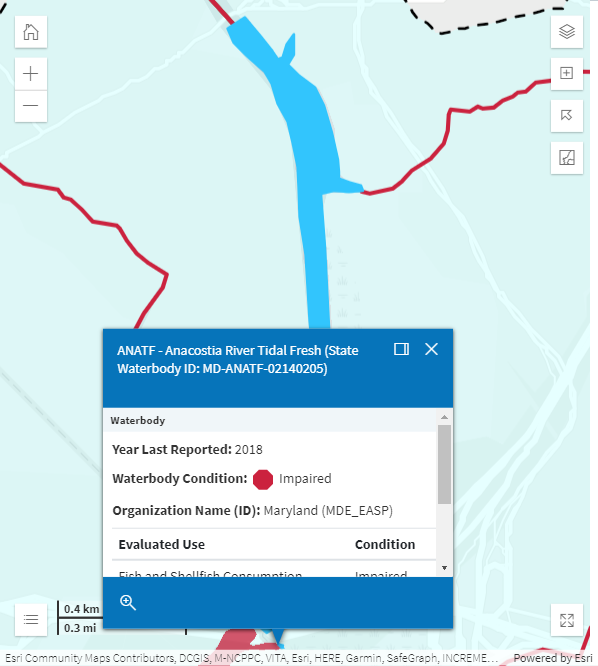 ANATF - Anacostia River Tidal Fresh (State
Waterbody ID: MD-ANATF-02140205)
Waterbody
Year Last Reported: 2018
Waterbody Condition: Impaired
Organization Name (ID): Maryland (MDE_EASP)
Evaluated Use Condition
Fish and Shellfish Consumption Impaired
0.4 km
0.3 mi
Esri Community Maps Contributors, DCGIS, M-NCPPC, VITA, Esri, HERE, Garmin, SafeGraph, INCREME... Powered by Esri